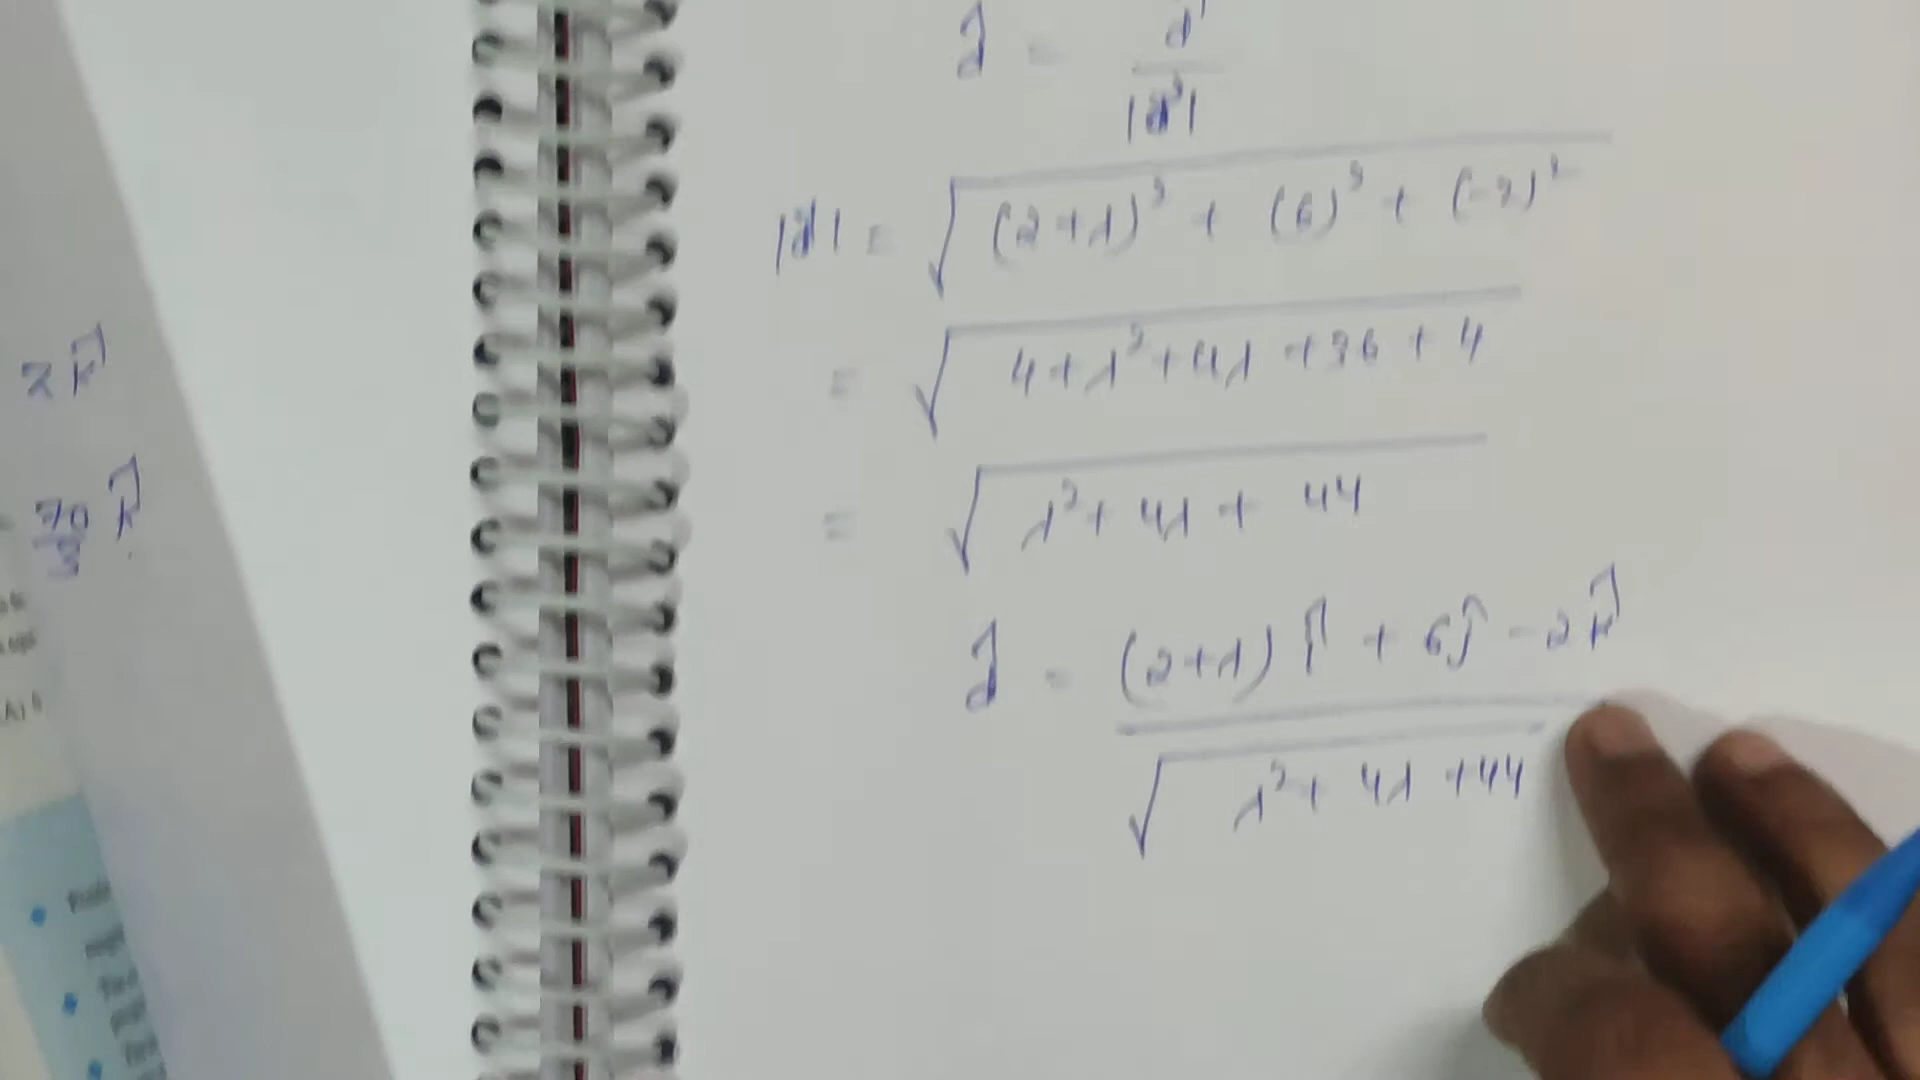 2k̂
70/3 k̂
d̂ = d⃗ / |d⃗|
|d⃗| = √((2+λ)² + (6)² + (-2)²)
= √(4+λ²+4λ+36+4)
= √(λ²+4λ+44)
d̂ = ((2+λ)î + 6ĵ - 2k̂) / √(λ²+4λ+44)